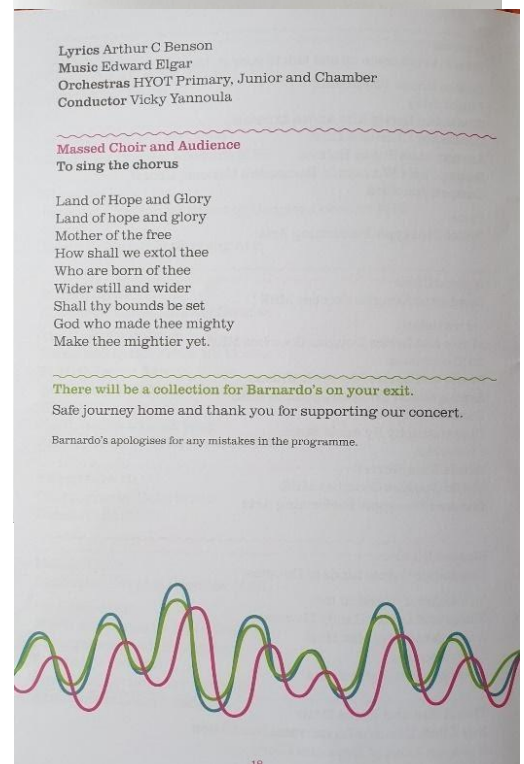 Lyrics Arthur C Benson
Music Edward Elgar
Orchestras HYOT Primary, Junior and Chamber
Conductor Vicky Yannoula
Massed Choir and Audience
To sing the chorus
Land of Hope and Glory
Land of hope and glory
Mother of the free
How shall we extol thee
Who are born of thee
Wider still and wider
Shall thy bounds be set
God who made thee mighty
Make thee mightier yet.
There will be a collection for Barnardo's on your exit.
Safe journey home and thank you for supporting our concert.
Barnardo's apologises for any mistakes in the programme.